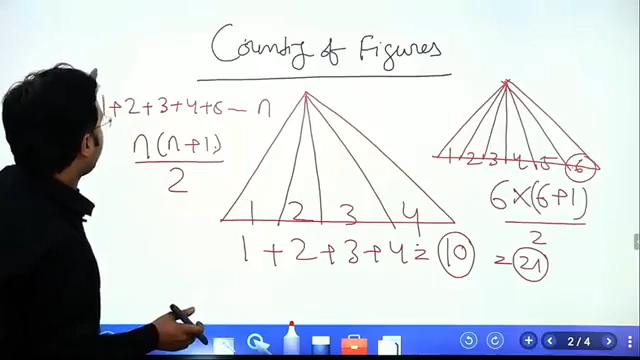 Countig of Figures
1+2+3+4+5 — n
n(n+1)
2
1 2 3 4
1 + 2 + 3 + 4 = 10
1 2 3 4 5 6
6×(6+1)
2
= 21
2 / 4